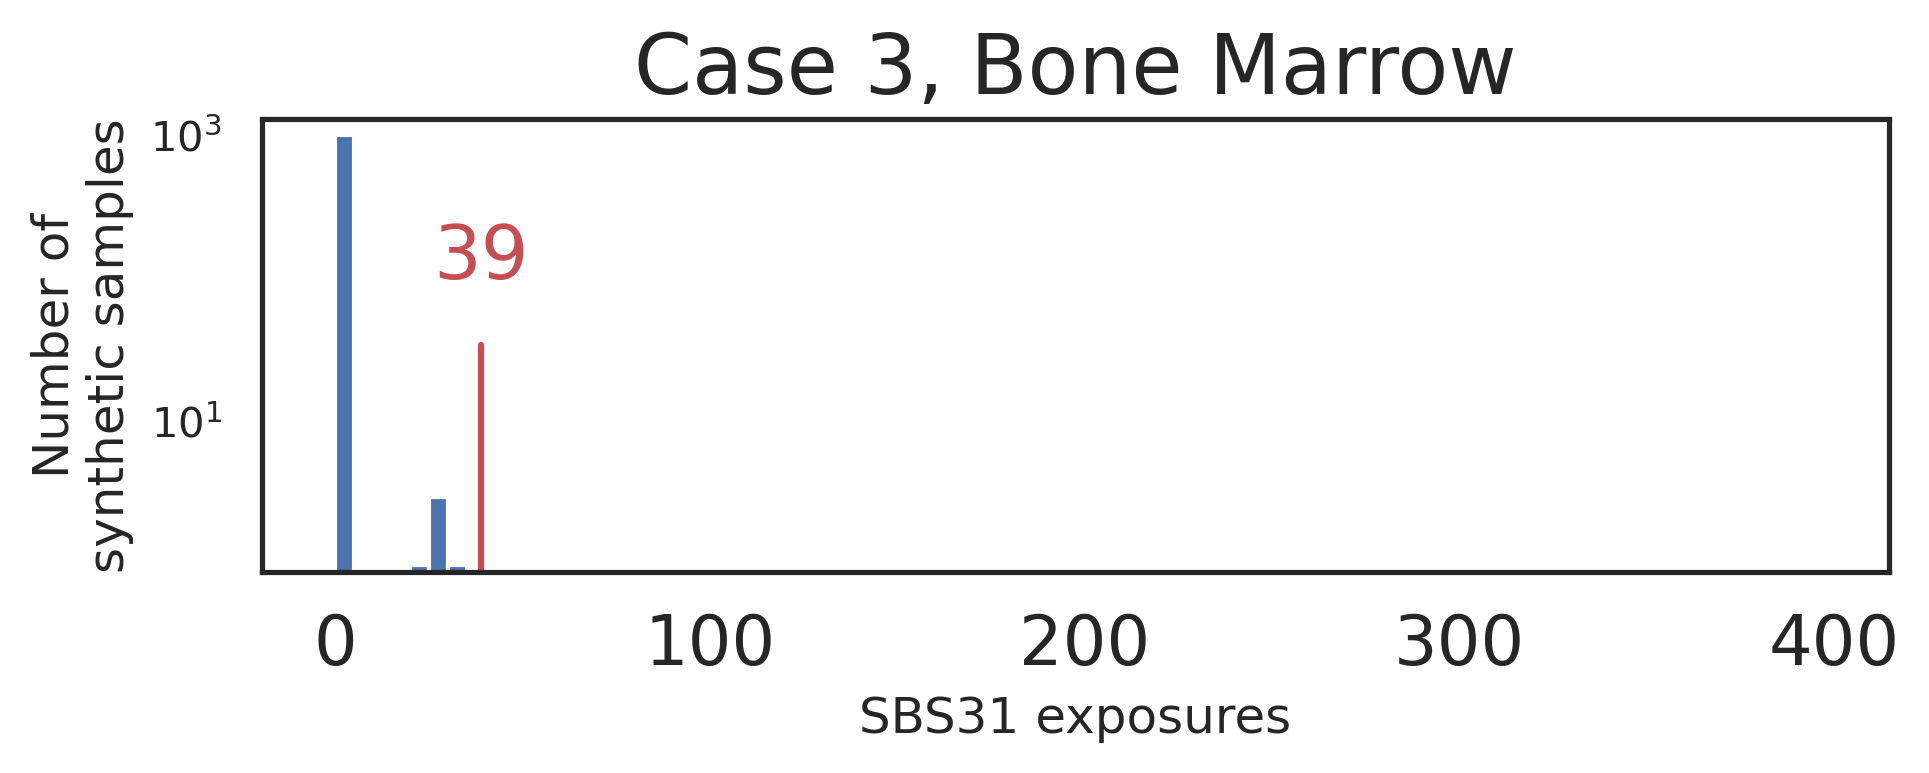 Case 3, Bone Marrow
Number of
synthetic samples
10³
10¹
39
0 100 200 300 400
SBS31 exposures